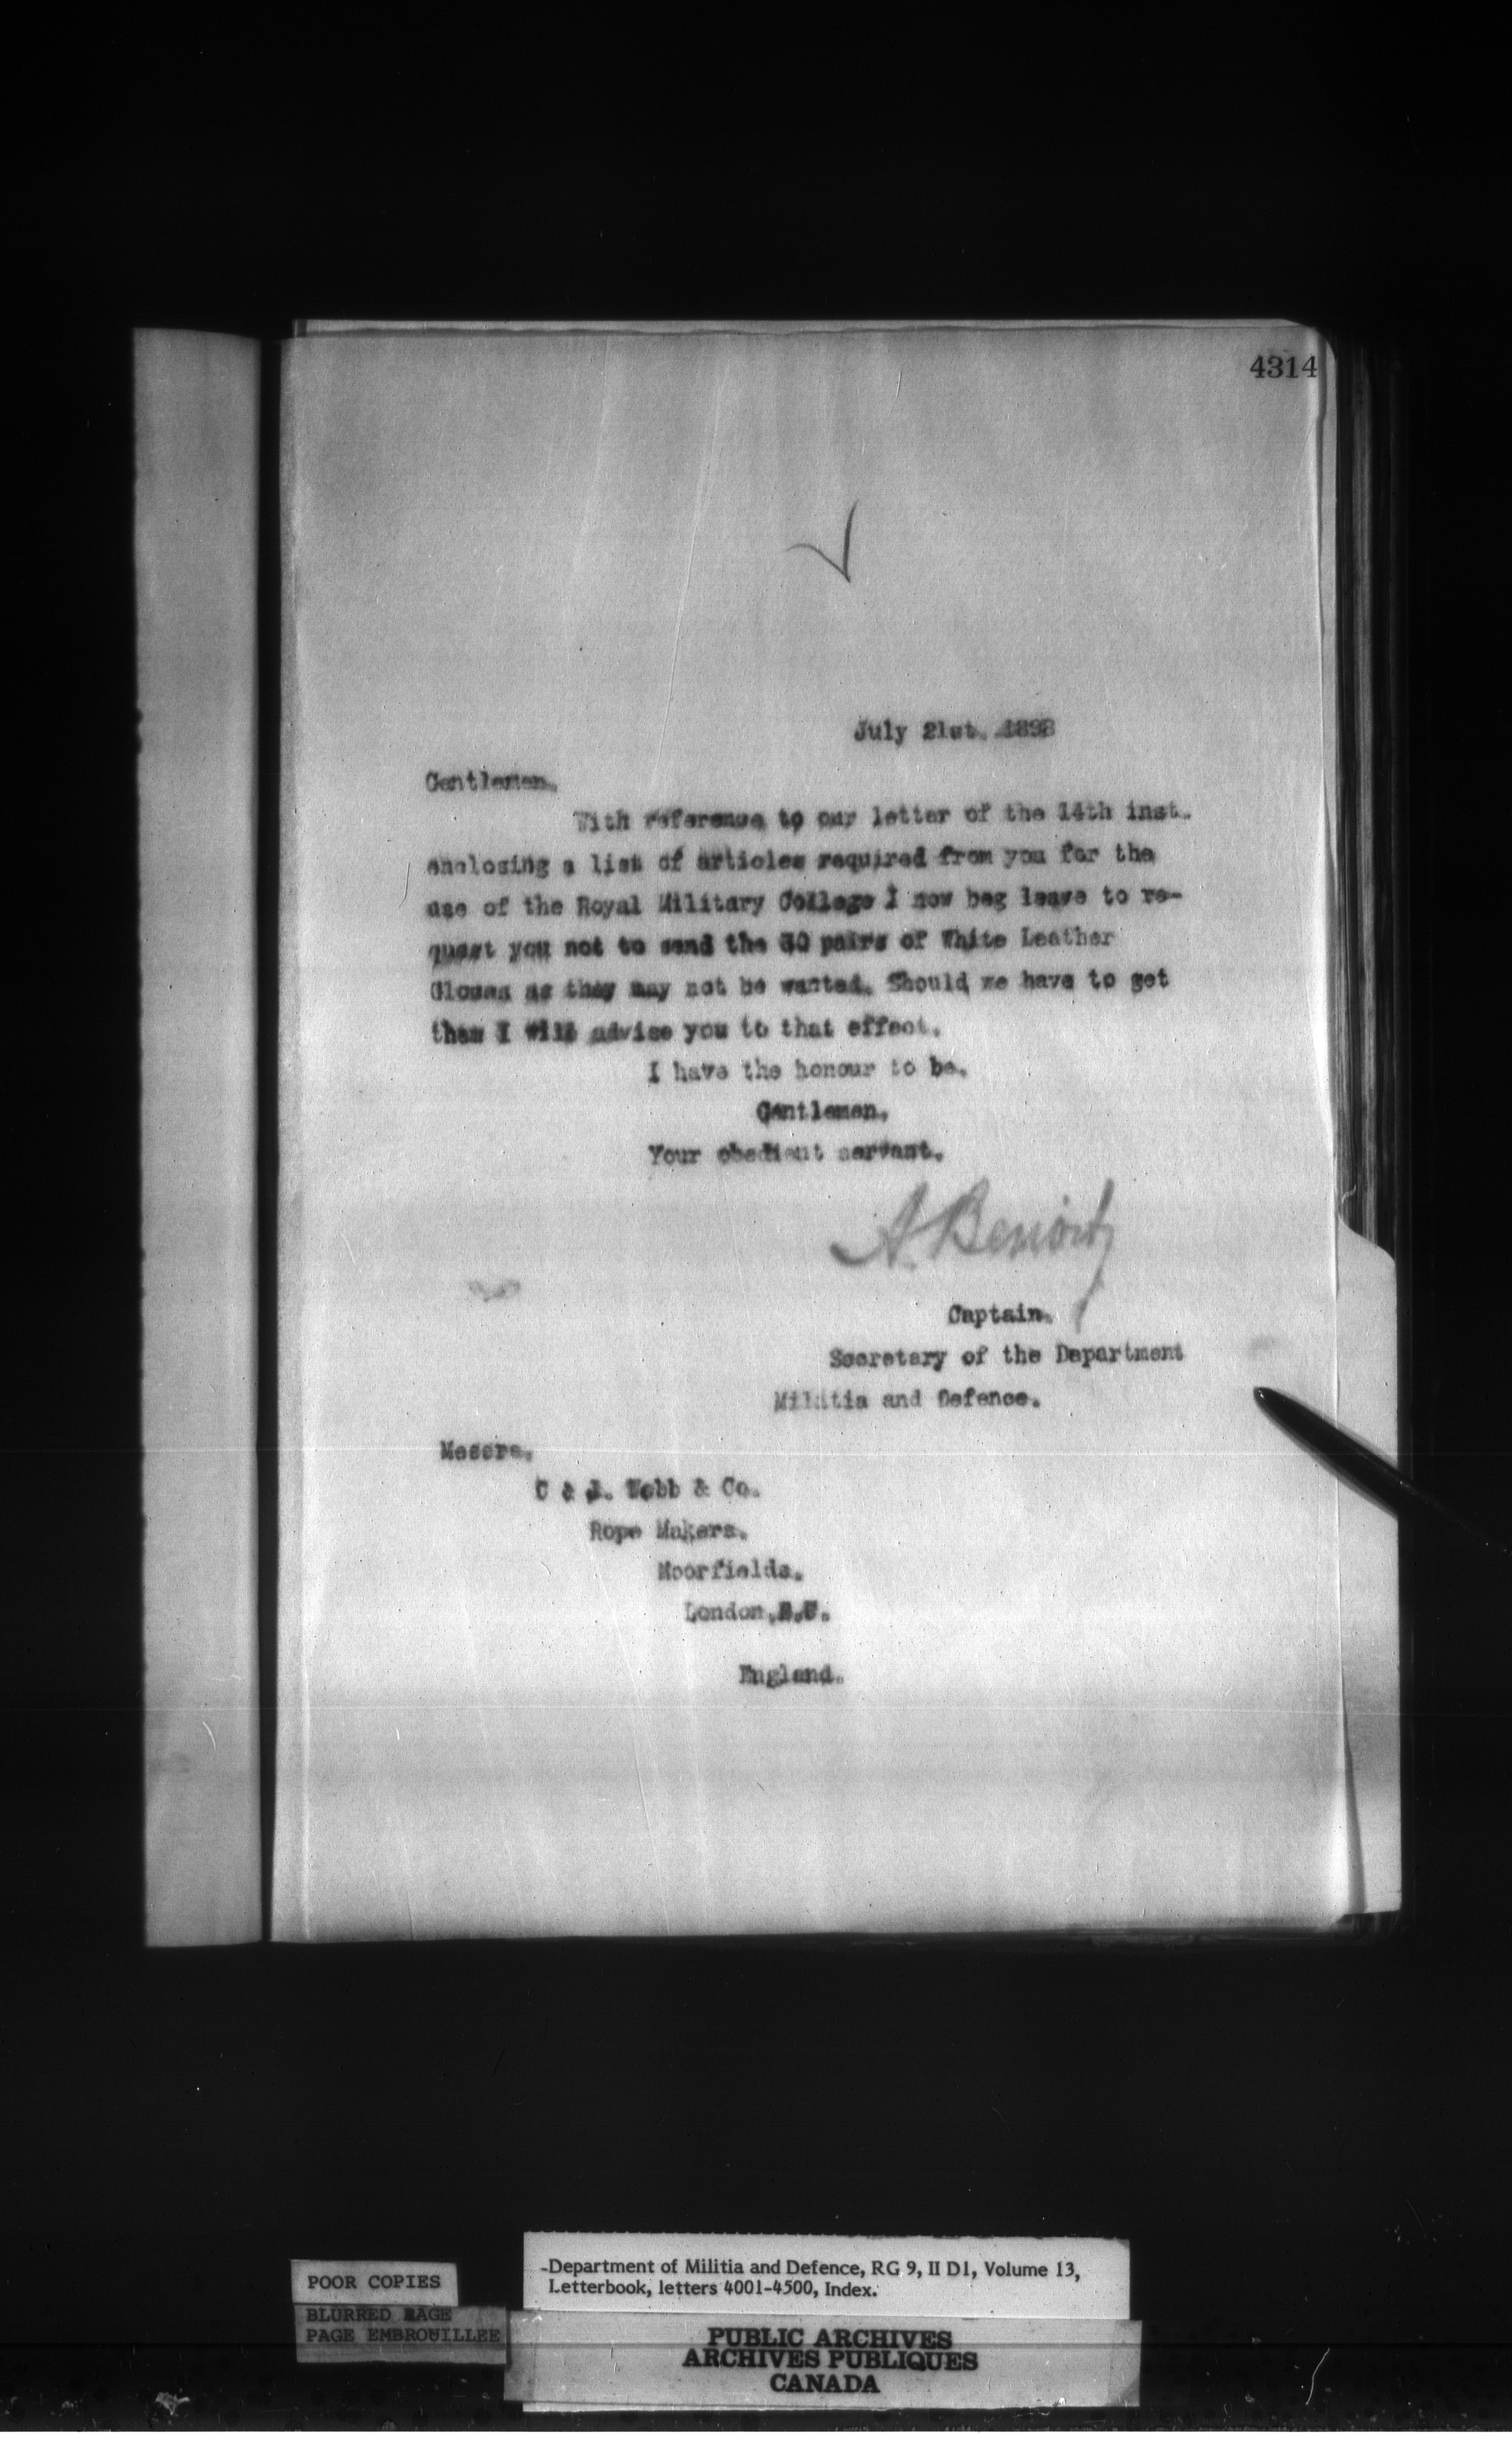 4314
July 21st. 1898
Gentlemen.
With reference to our letter of the 14th inst.
enclosing a list of articles required from you for the
use of the Royal Military College I now beg leave to re-
quest you not to send the 30 pairs of White Leather
Gloves as they may not be wanted. Should we have to get
them I will advise you to that effect.
I have the honour to be.
Gentlemen,
Your obedient servant.
A. Benoit
Captain.
Secretary of the Department
Militia and Defence.
Messrs.
C & J. Webb & Co.
Rope Makers.
Moorfields.
London, E.C.
England.
-Department of Militia and Defence, RG 9, II D1, Volume 13,
Letterbook, letters 4001-4500, Index.
POOR COPIES
BLURRED PAGE
PAGE EMBROUILLEE
PUBLIC ARCHIVES
ARCHIVES PUBLIQUES
CANADA